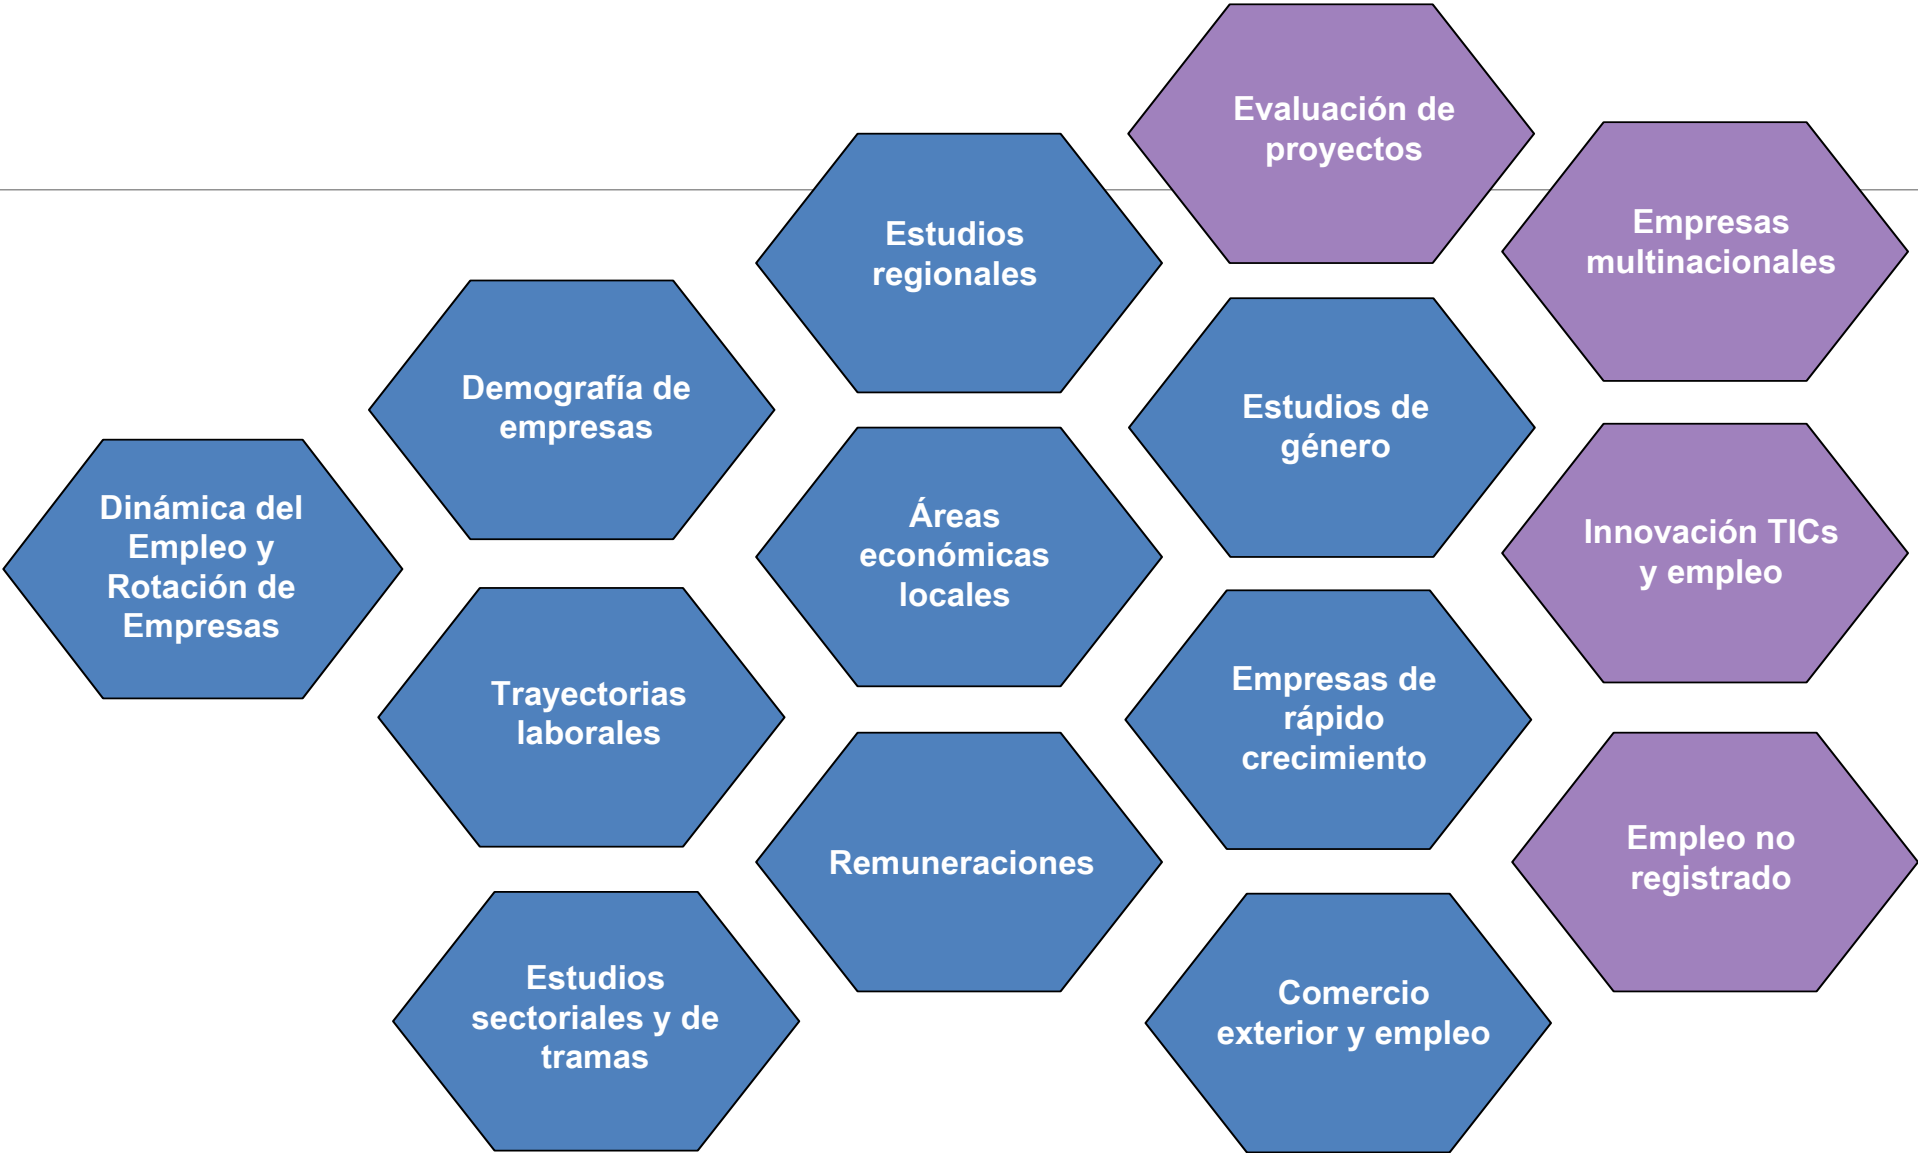 Evaluación de
proyectos
Empresas
multinacionales
Estudios
regionales
Demografía de
empresas
Estudios de
género
Dinámica del
Empleo y
Rotación de
Empresas
Áreas
económicas
locales
Innovación TICs
y empleo
Trayectorias
laborales
Empresas de
rápido
crecimiento
Remuneraciones
Empleo no
registrado
Estudios
sectoriales y de
tramas
Comercio
exterior y empleo